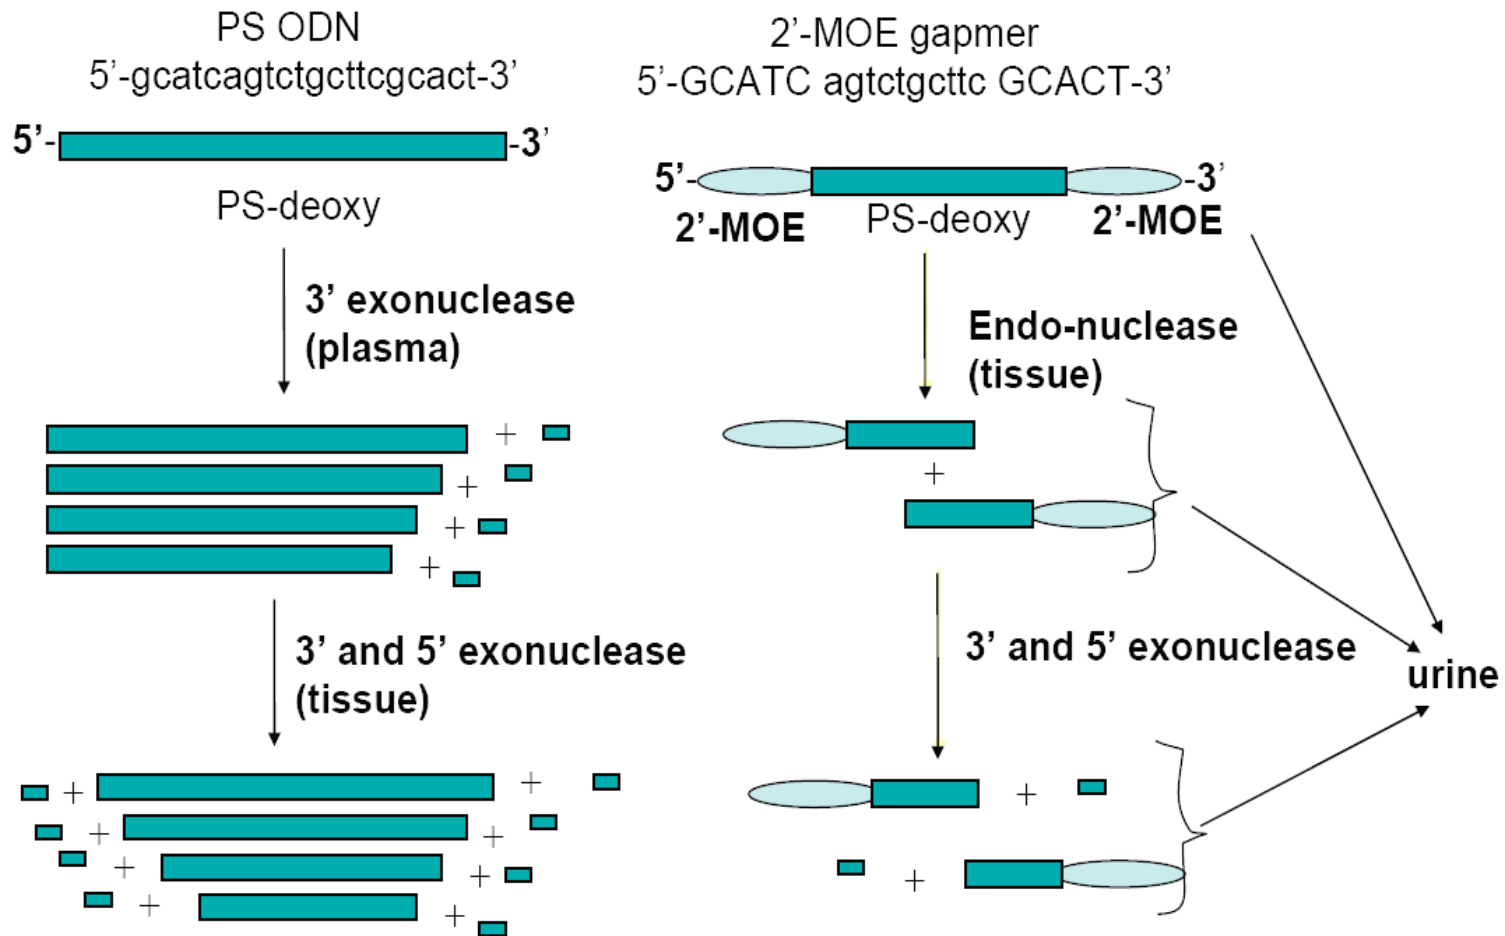 PS ODN
5’-gcatcagtctgcttcgcact-3’
5’- -3’
PS-deoxy
3’ exonuclease
(plasma)
+
+
+
+
3’ and 5’ exonuclease
(tissue)
+ +
+ +
+ +
+ +
2’-MOE gapmer
5’-GCATC agtctgcttc GCACT-3’
5’- -3’
2’-MOE PS-deoxy 2’-MOE
Endo-nuclease
(tissue)
+
3’ and 5’ exonuclease
urine
+
+